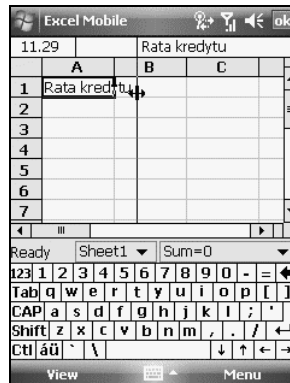 Excel Mobile ok
11.29 Rata kredytu
A B C
1 Rata kredytu
2
3
4
5
6
7
Ready Sheet1 Sum=0
123 1 2 3 4 5 6 7 8 9 0 - =
Tab q w e r t y u i o p [ ]
CAP a s d f g h j k l ; '
Shift z x c v b n m , . /
Ctl áü ` \
View Menu